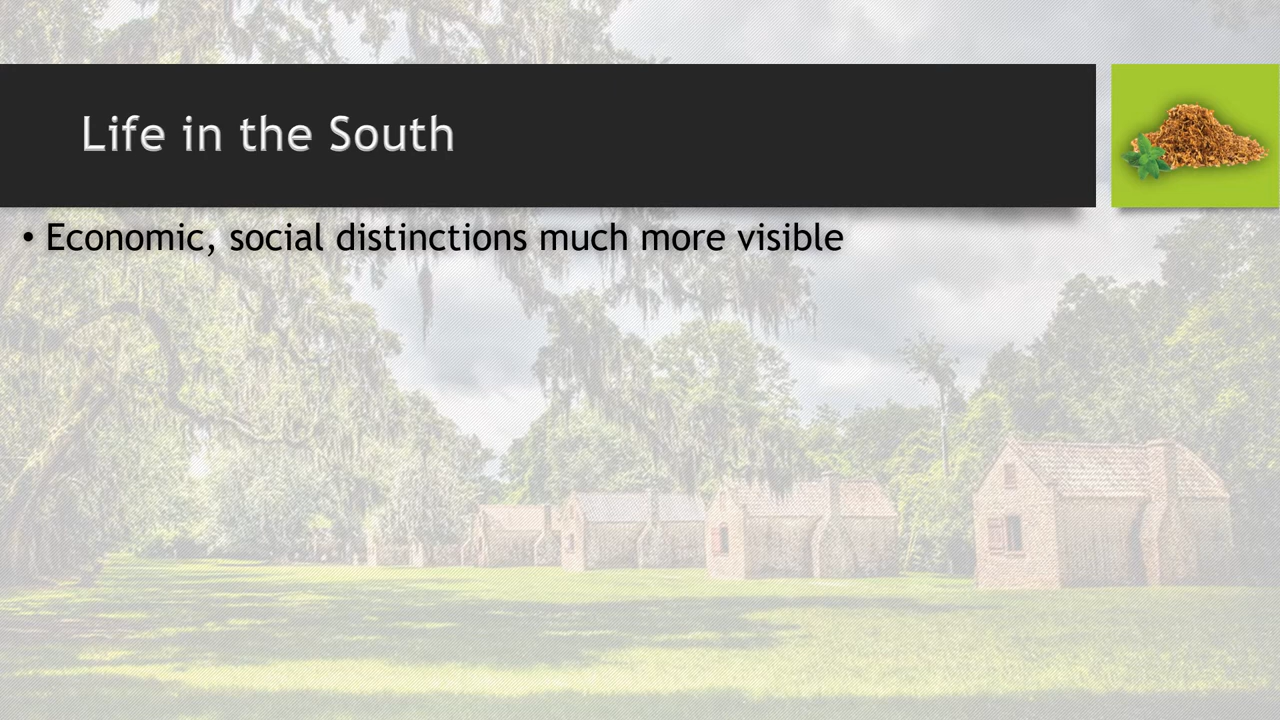 Life in the South
• Economic, social distinctions much more visible